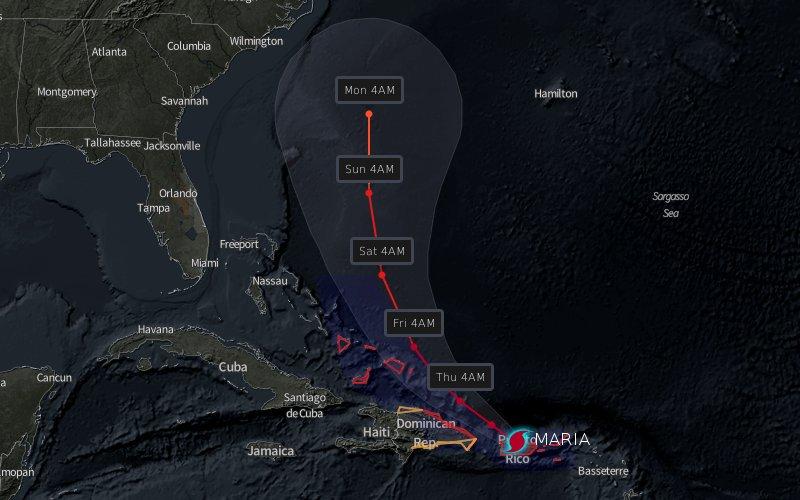 Wilmington
Columbia
Atlanta
Mon 4AM
Hamilton
Montgomery
Savannah
Tallahassee
Jacksonville
Sun 4AM
Orlando
Tampa
Sargasso
Sea
Freeport
Sat 4AM
Miami
Nassau
Fri 4AM
Havana
Cuba
Cancun
Thu 4AM
Santiago
de Cuba
Haiti
Dominican
Rep.
MARIA
Rico
Jamaica
Basseterre